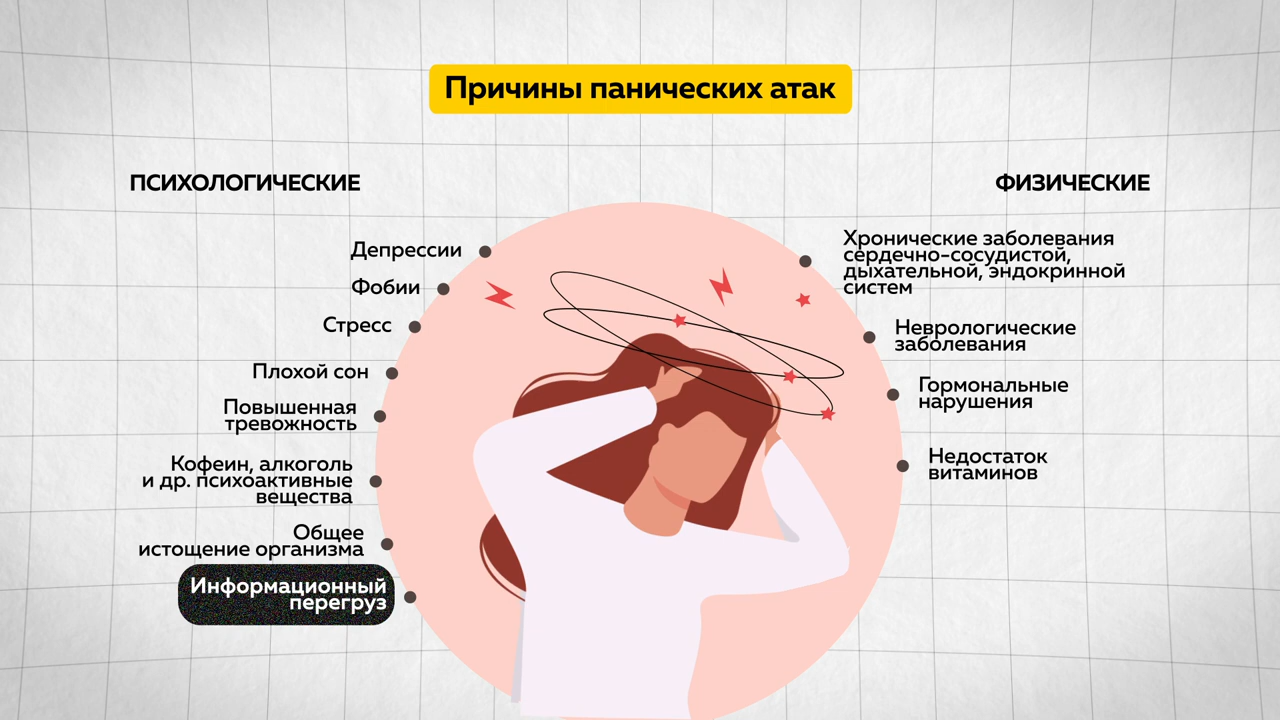 Причины панических атак
ПСИХОЛОГИЧЕСКИЕ
Депрессии
Фобии
Стресс
Плохой сон
Повышенная
тревожность
Кофеин, алкоголь
и др. психоактивные
вещества
Общее
истощение организма
Информационный
перегруз
ФИЗИЧЕСКИЕ
Хронические заболевания
сердечно-сосудистой,
дыхательной, эндокринной
систем
Неврологические
заболевания
Гормональные
нарушения
Недостаток
витаминов